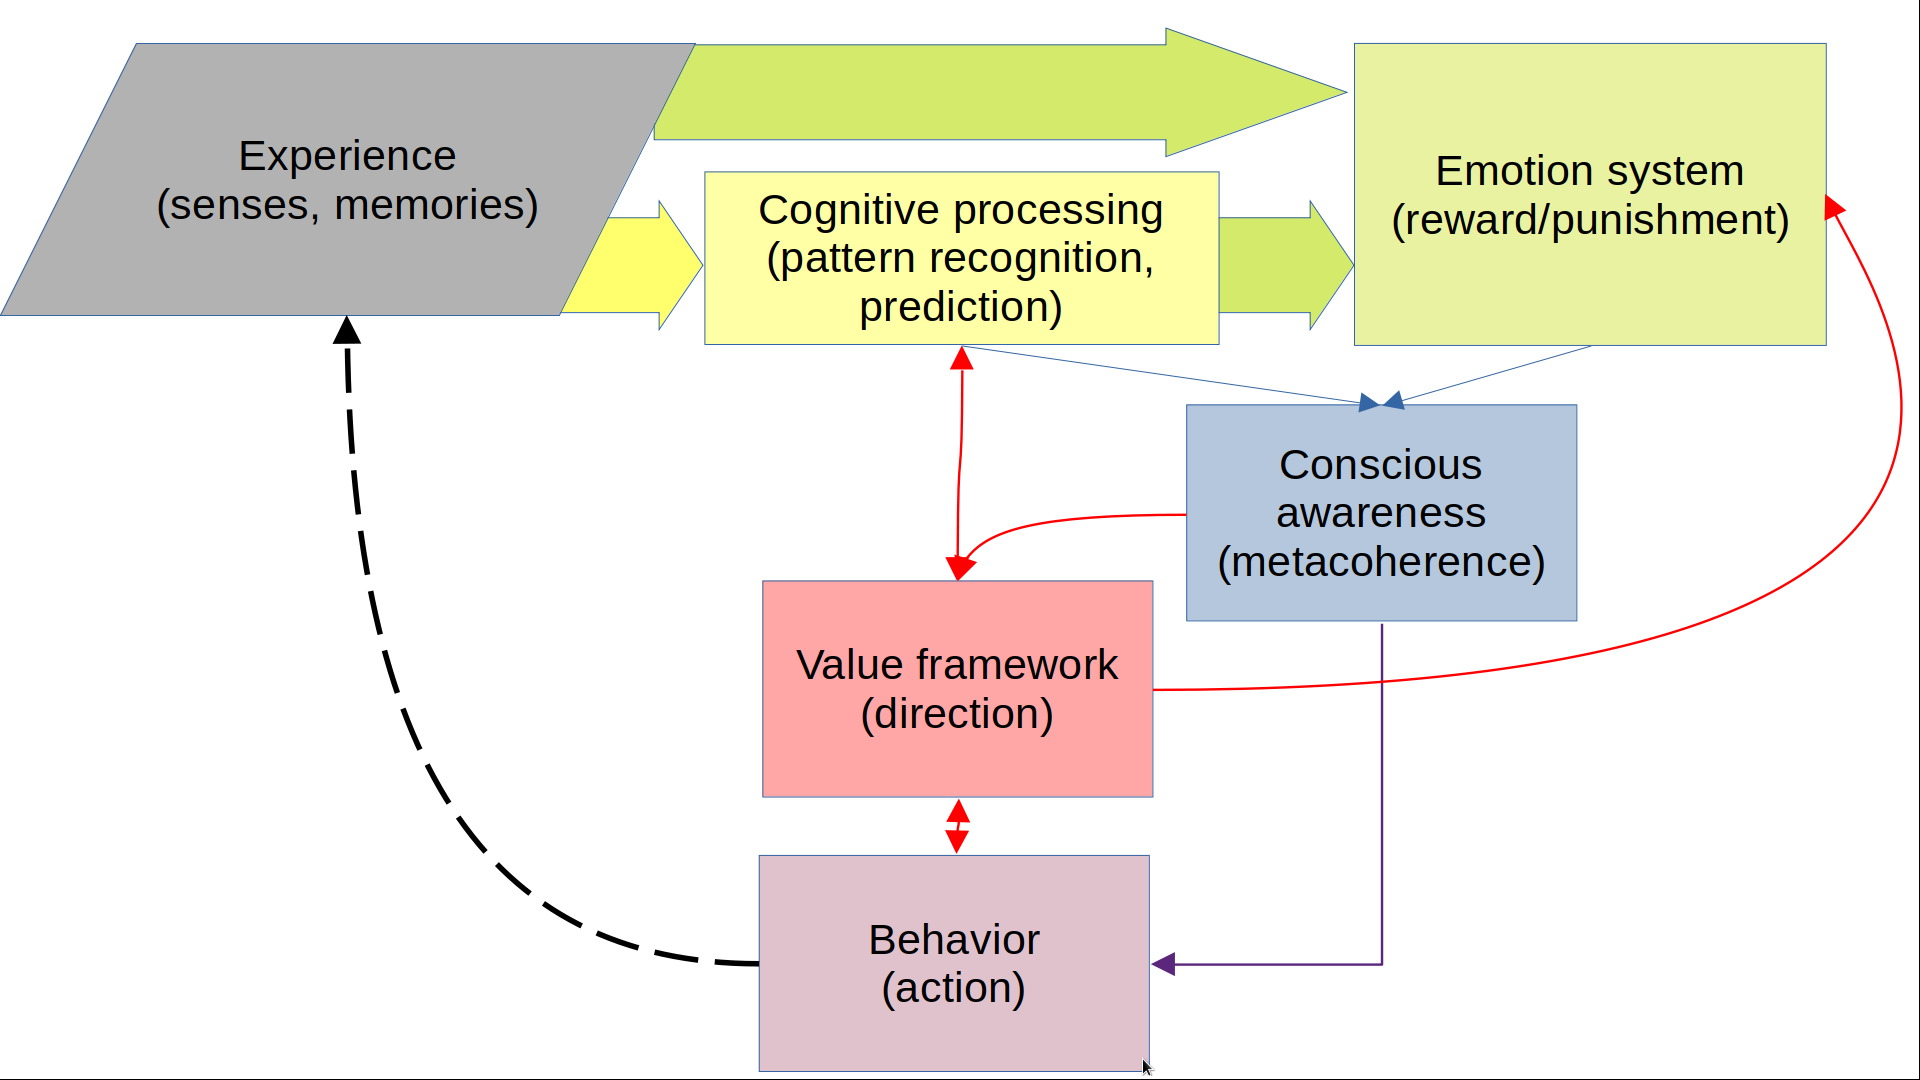 Experience
(senses, memories)
Cognitive processing
(pattern recognition,
prediction)
Emotion system
(reward/punishment)
Conscious
awareness
(metacoherence)
Value framework
(direction)
Behavior
(action)